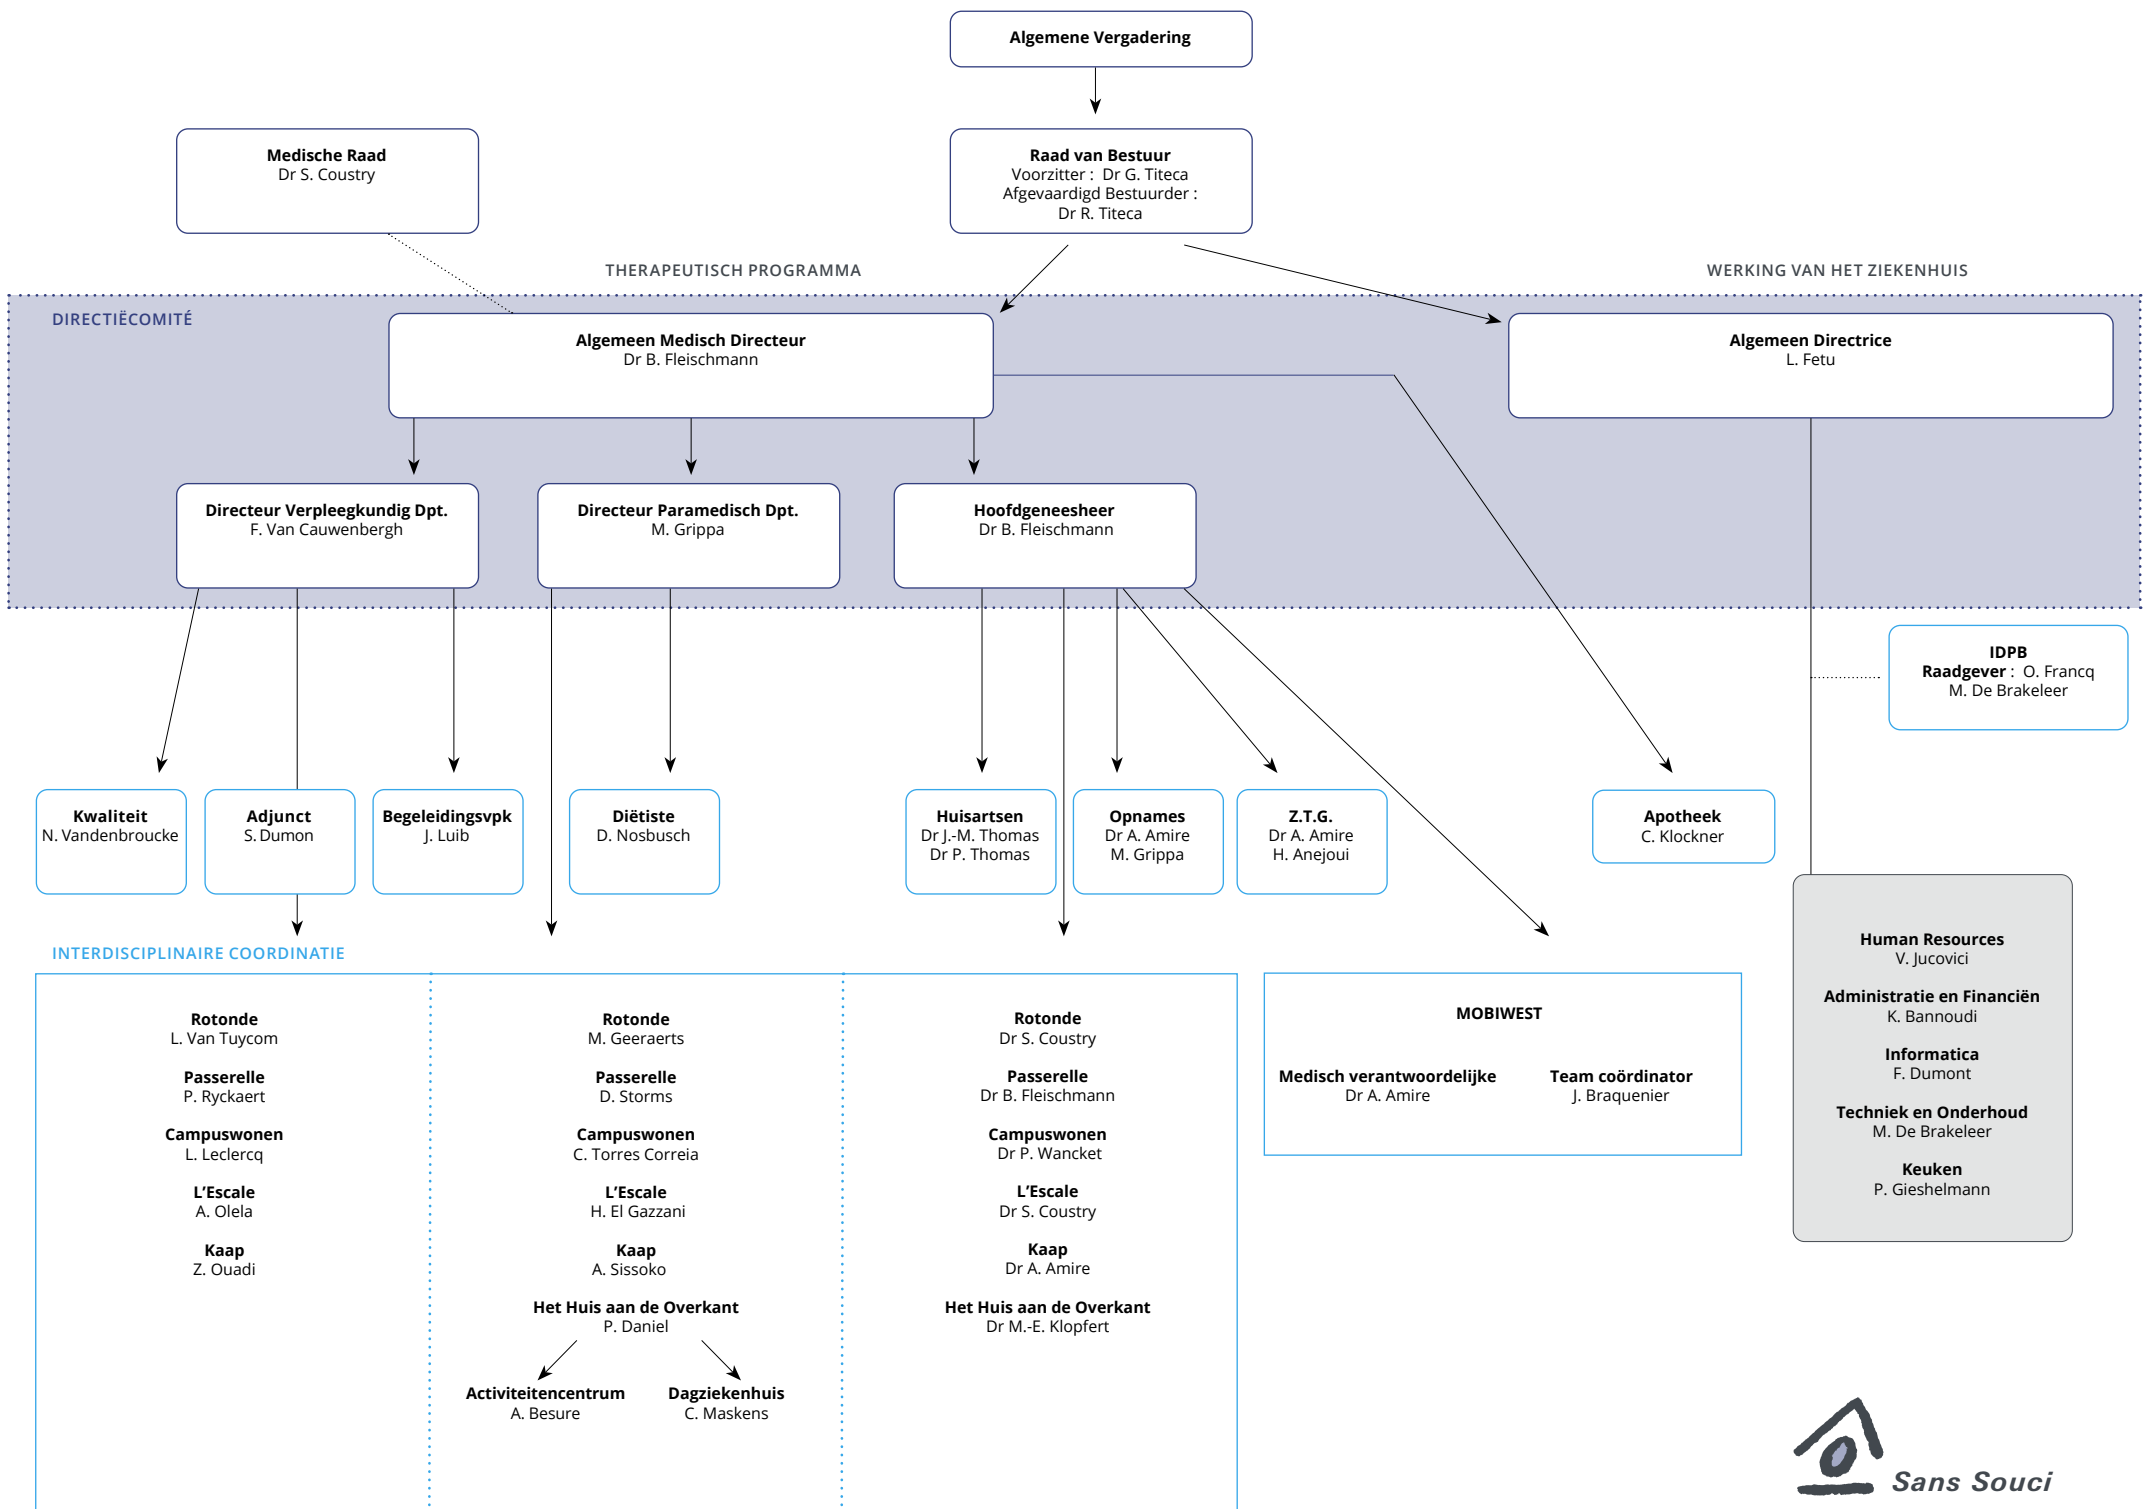 Algemene Vergadering
Medische Raad
Dr S. Coustry
Raad van Bestuur
Voorzitter :  Dr G. Titeca
Afgevaardigd Bestuurder :
Dr R. Titeca
THERAPEUTISCH PROGRAMMA
WERKING VAN HET ZIEKENHUIS
DIRECTIËCOMITÉ
Algemeen Medisch Directeur
Dr B. Fleischmann
Algemeen Directrice
L. Fetu
Directeur Verpleegkundig Dpt.
F. Van Cauwenbergh
Directeur Paramedisch Dpt.
M. Grippa
Hoofdgeneesheer
Dr B. Fleischmann
IDPB
Raadgever :  O. Francq
M. De Brakeleer
Kwaliteit
N. Vandenbroucke
Adjunct
S. Dumon
Begeleidingsvpk
J. Luib
Diëtiste
D. Nosbusch
Huisartsen
Dr J.-M. Thomas
Dr P. Thomas
Opnames
Dr A. Amire
M. Grippa
Z.T.G.
Dr A. Amire
H. Anejoui
Apotheek
C. Klockner
INTERDISCIPLINAIRE COORDINATIE
Rotonde
L. Van Tuycom
Passerelle
P. Ryckaert
Campuswonen
L. Leclercq
L’Escale
A. Olela
Kaap
Z. Ouadi
Rotonde
M. Geeraerts
Passerelle
D. Storms
Campuswonen
C. Torres Correia
L’Escale
H. El Gazzani
Kaap
A. Sissoko
Het Huis aan de Overkant
P. Daniel
Activiteitencentrum
A. Besure
Dagziekenhuis
C. Maskens
Rotonde
Dr S. Coustry
Passerelle
Dr B. Fleischmann
Campuswonen
Dr P. Wancket
L’Escale
Dr S. Coustry
Kaap
Dr A. Amire
Het Huis aan de Overkant
Dr M.-E. Klopfert
MOBIWEST
Medisch verantwoordelijke
Dr A. Amire
Team coördinator
J. Braquenier
Human Resources
V. Jucovici
Administratie en Financiën
K. Bannoudi
Informatica
F. Dumont
Techniek en Onderhoud
M. De Brakeleer
Keuken
P. Gieshelmann
Sans Souci